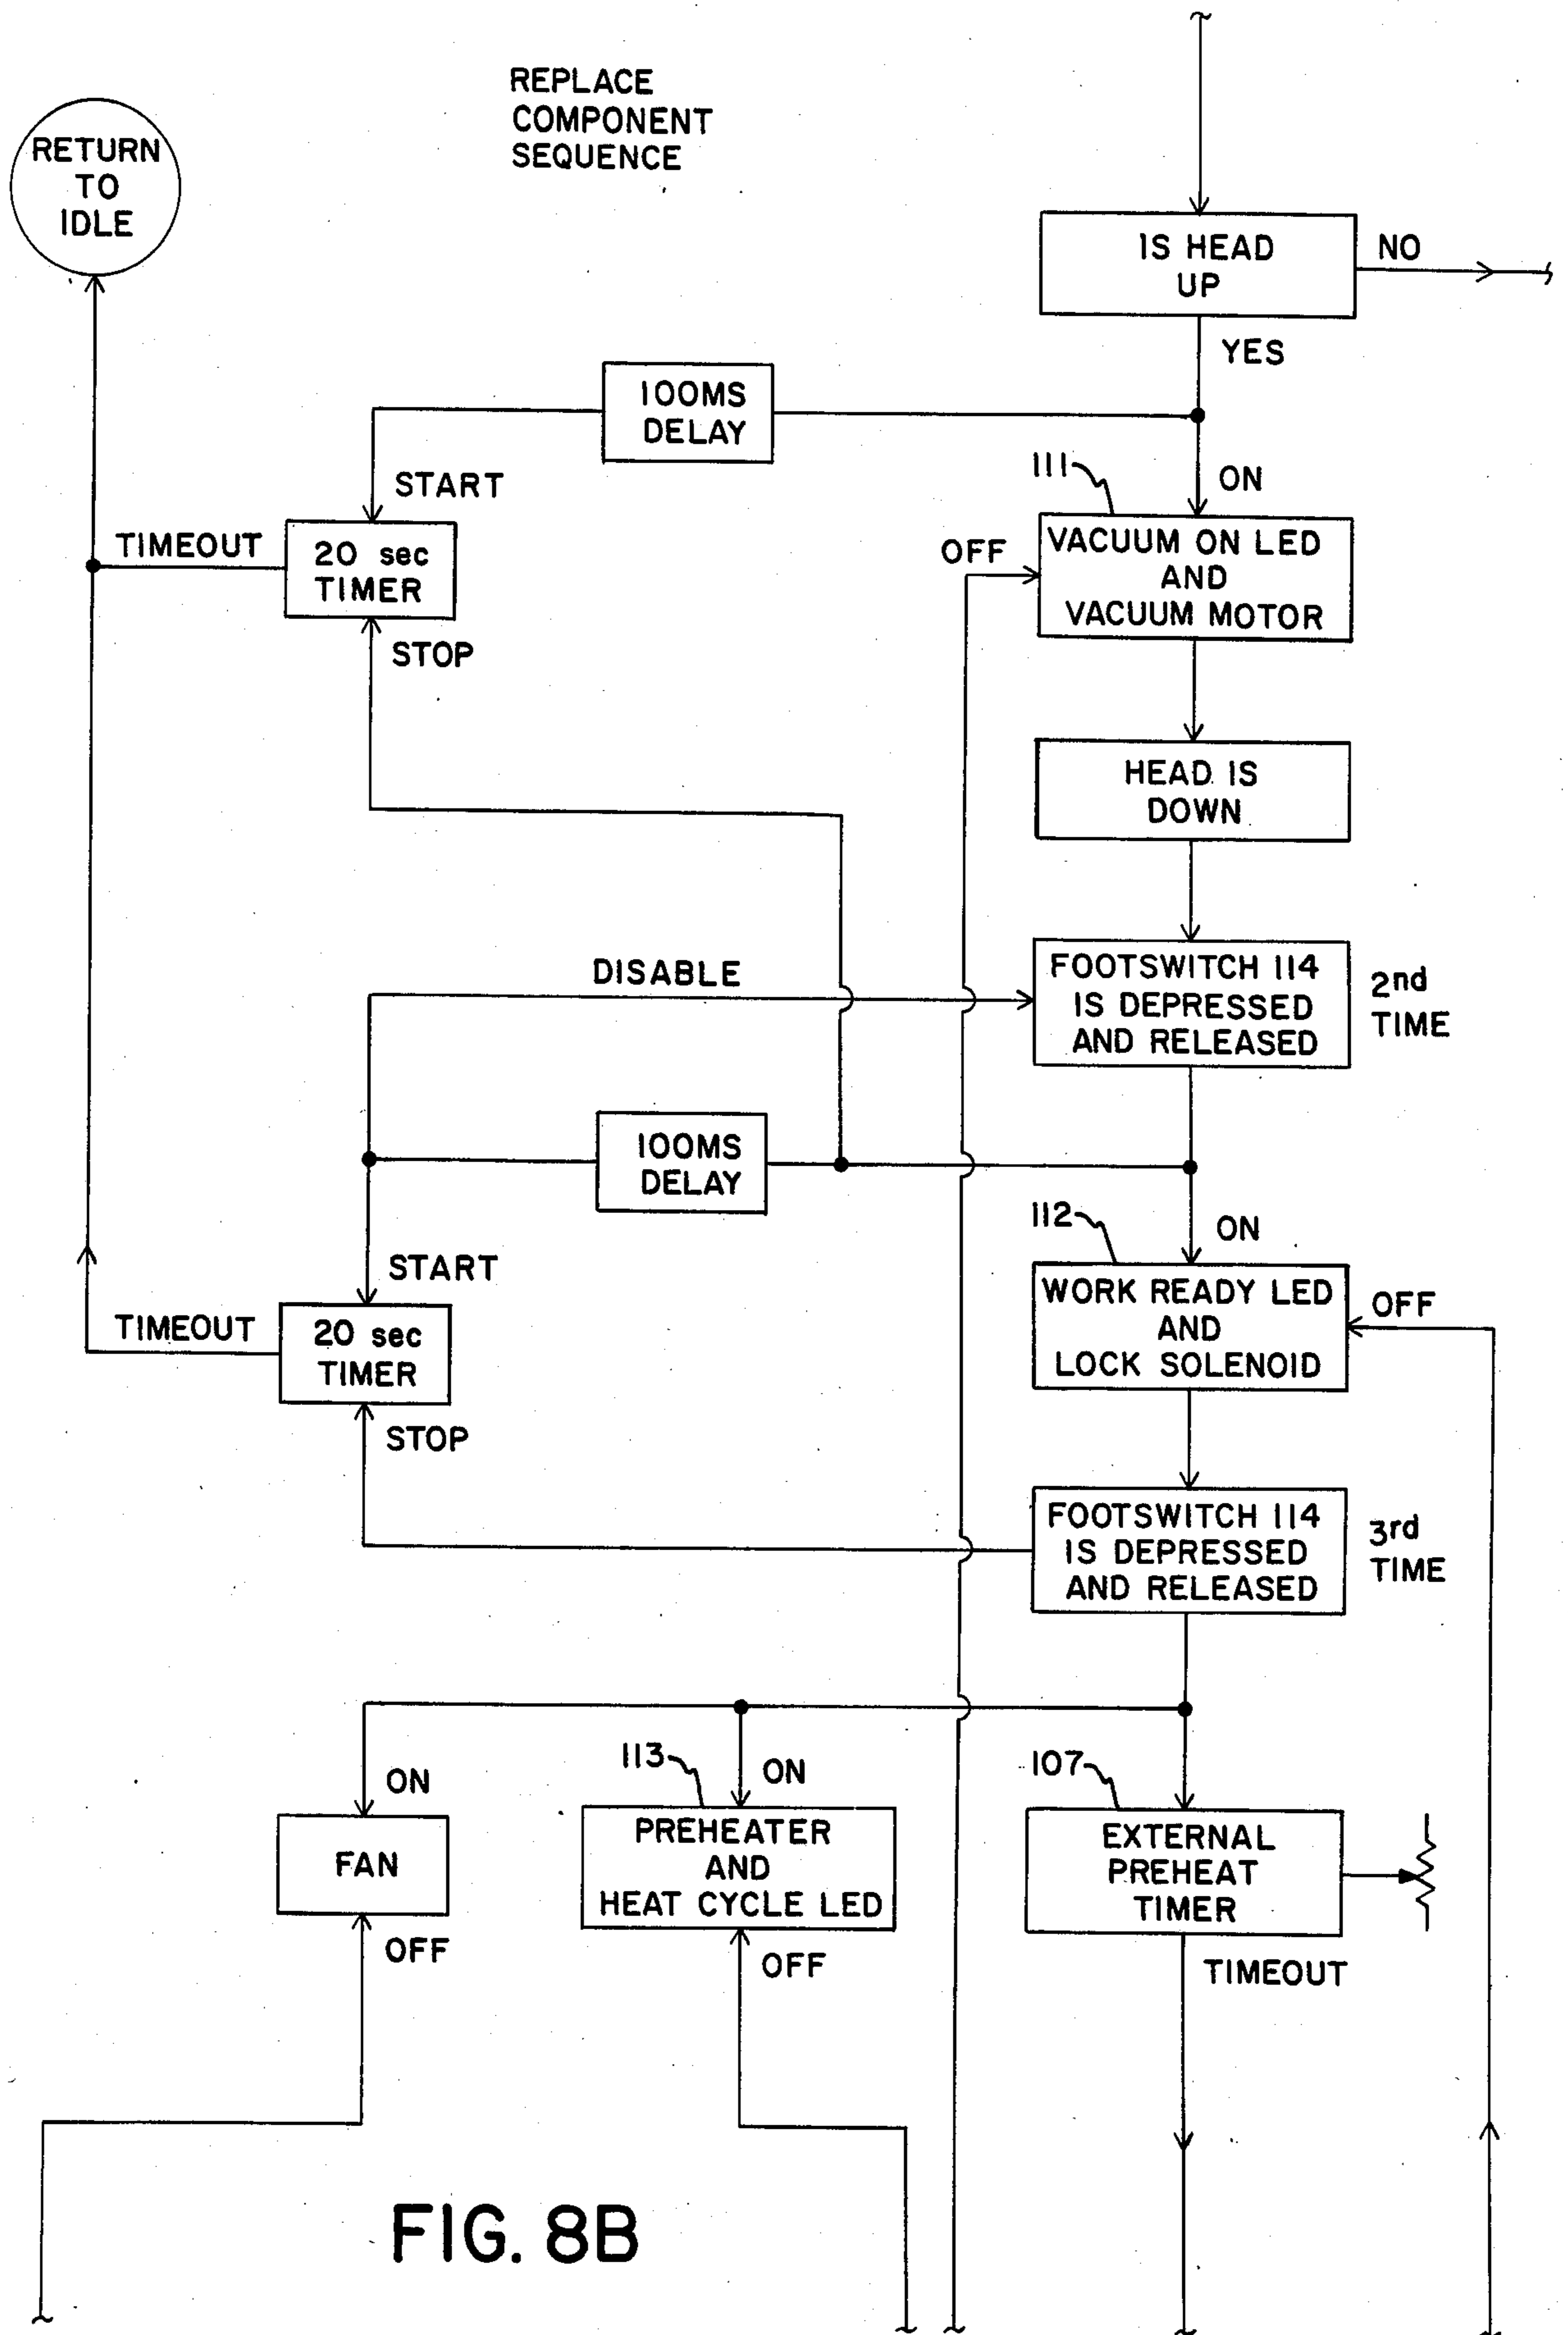 REPLACE
COMPONENT
SEQUENCE
RETURN
TO
IDLE
IS HEAD
UP
NO
YES
100MS
DELAY
START
111
ON
TIMEOUT
20 sec
TIMER
OFF
VACUUM ON LED
AND
VACUUM MOTOR
STOP
HEAD IS
DOWN
DISABLE
FOOTSWITCH 114
IS DEPRESSED
AND RELEASED
2nd
TIME
100MS
DELAY
112
ON
START
TIMEOUT
20 sec
TIMER
WORK READY LED
AND
LOCK SOLENOID
OFF
STOP
FOOTSWITCH 114
IS DEPRESSED
AND RELEASED
3rd
TIME
ON
113
ON
107
FAN
PREHEATER
AND
HEAT CYCLE LED
EXTERNAL
PREHEAT
TIMER
OFF
OFF
TIMEOUT
FIG. 8B